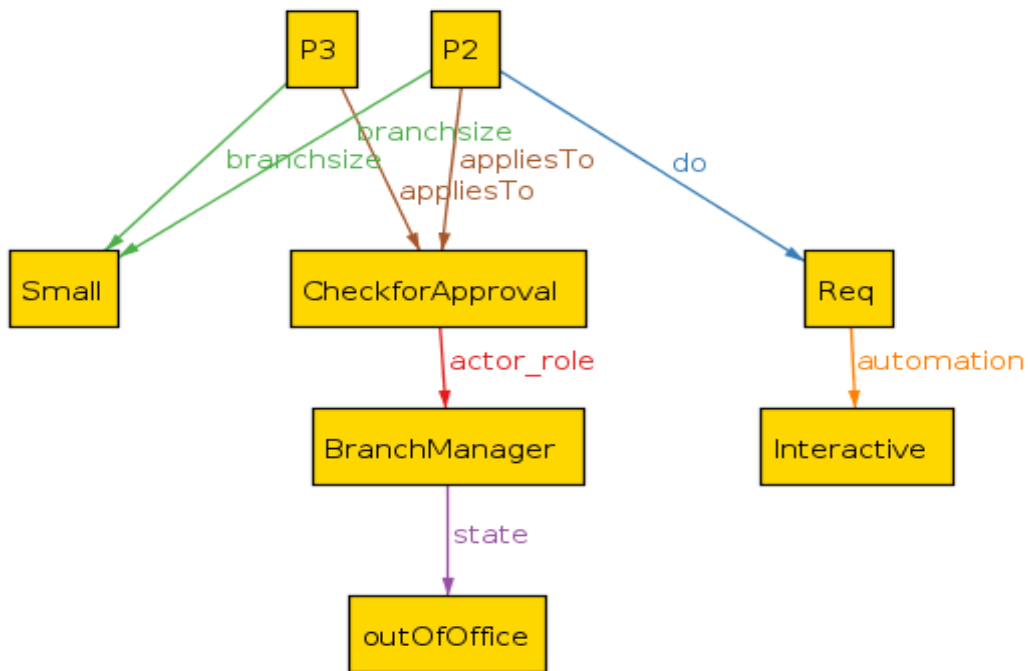 P3
P2
branchsize
branchsize
appliesTo
do
appliesTo
Small
CheckforApproval
Req
actor_role
automation
BranchManager
Interactive
state
outOfOffice